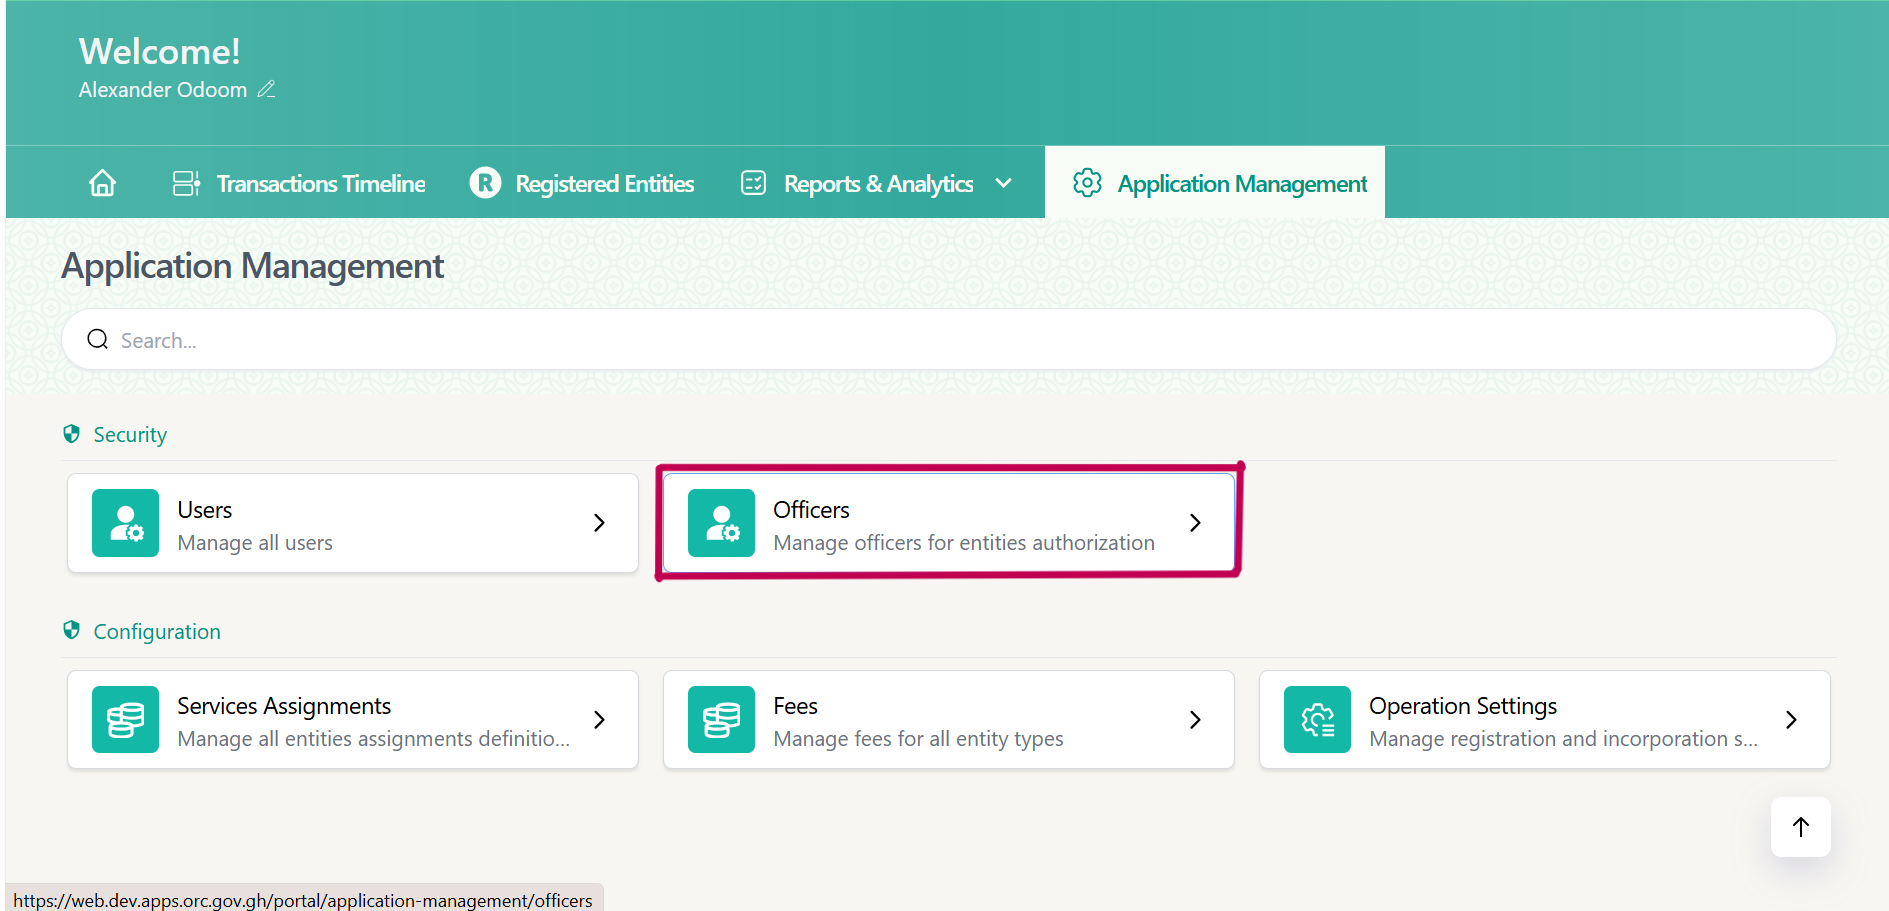 Welcome!
Alexander Odoom
Transactions Timeline
R Registered Entities
Reports & Analytics
Application Management
Application Management
Search...
Security
Users
Manage all users
Officers
Manage officers for entities authorization
Configuration
Services Assignments
Manage all entities assignments definitio...
Fees
Manage fees for all entity types
Operation Settings
Manage registration and incorporation s...
https://web.dev.apps.orc.gov.gh/portal/application-management/officers